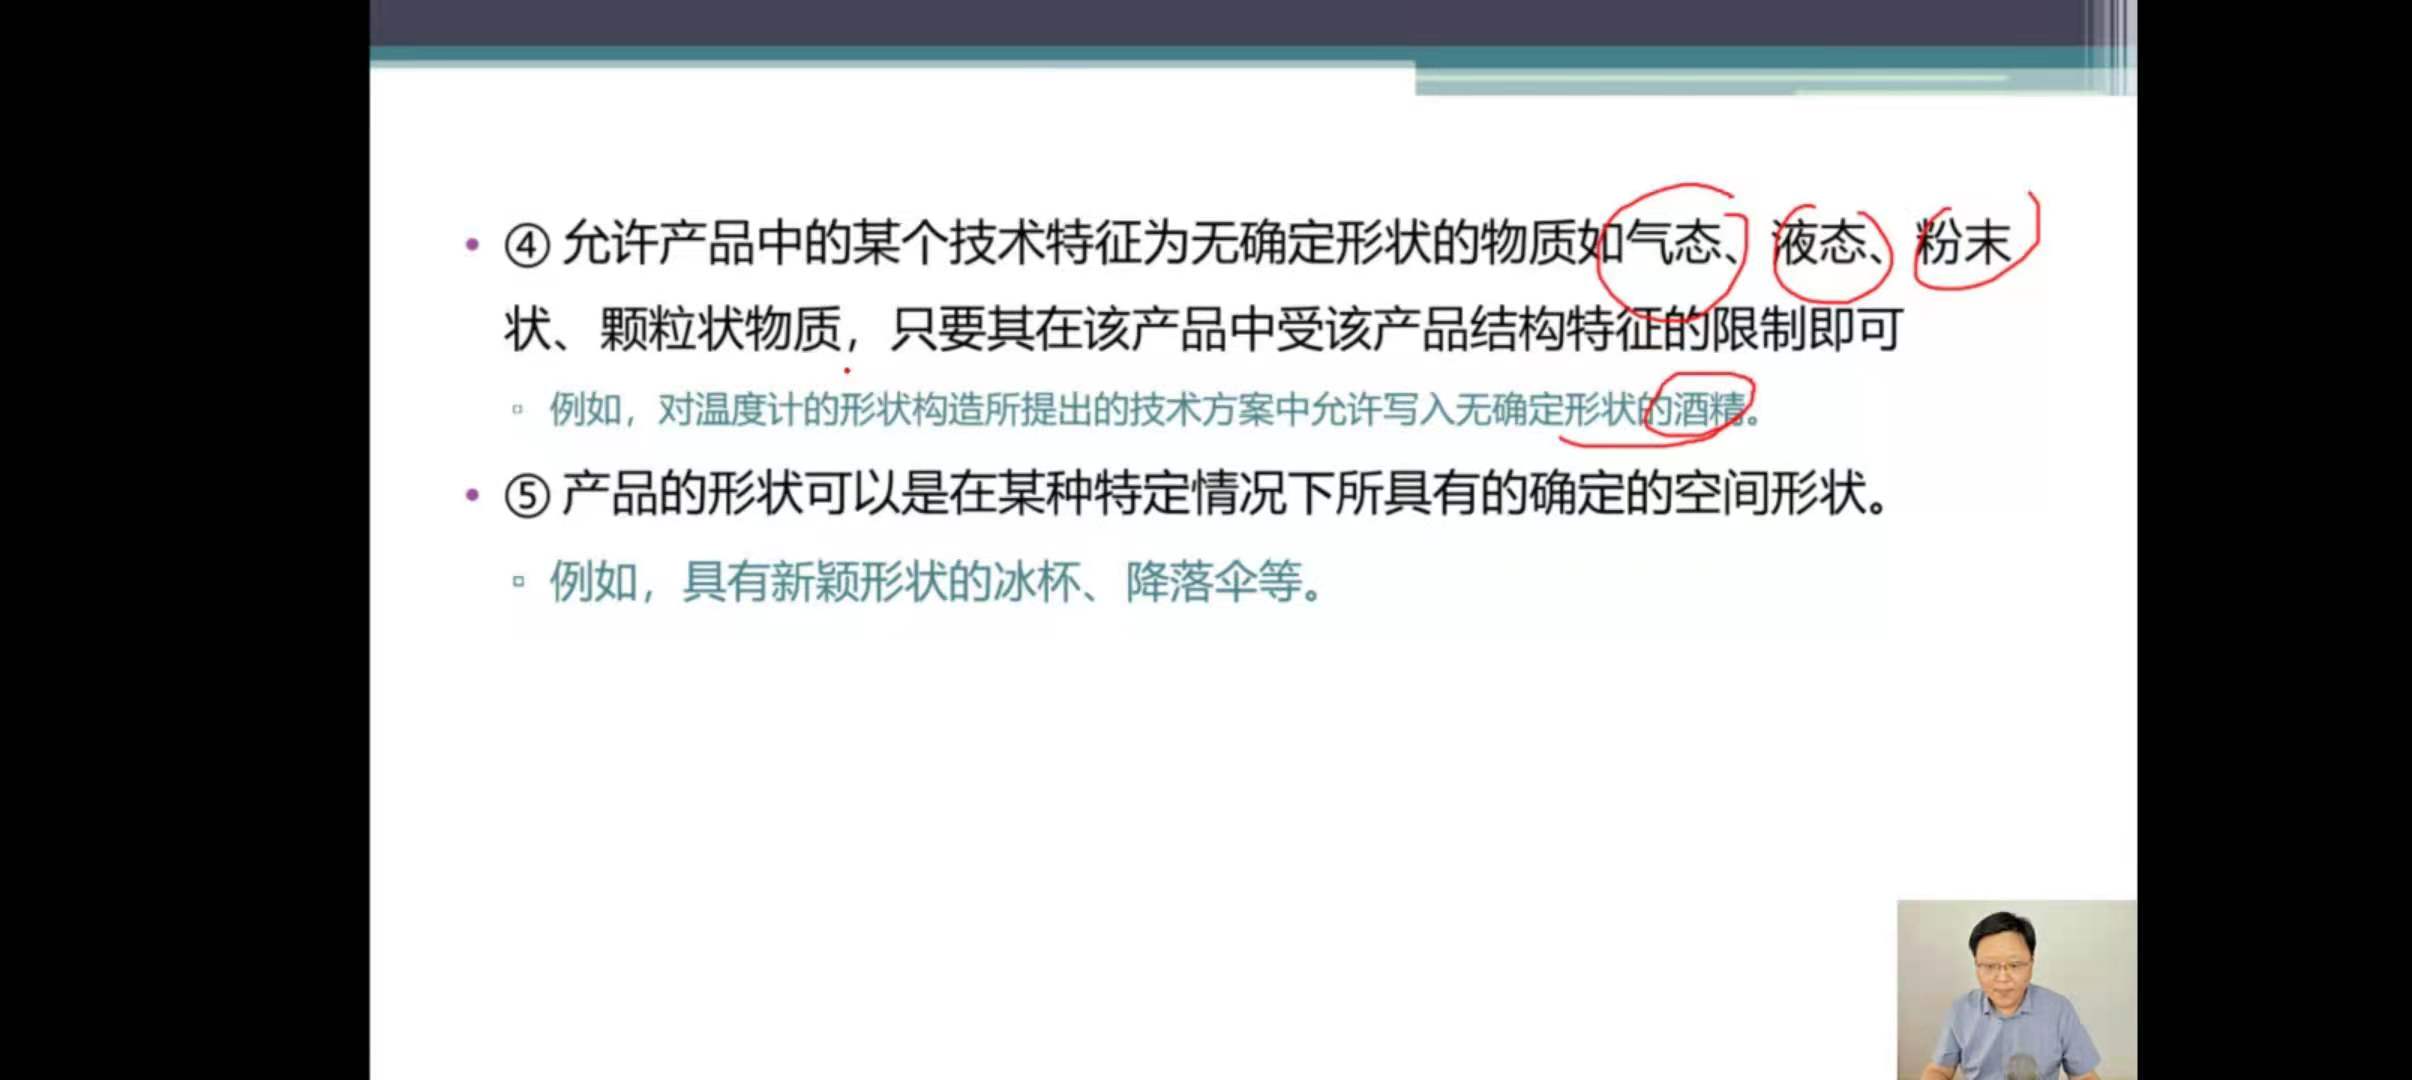 • ④ 允许产品中的某个技术特征为无确定形状的物质如气态、液态、粉末
状、颗粒状物质，只要其在该产品中受该产品结构特征的限制即可
▫ 例如，对温度计的形状构造所提出的技术方案中允许写入无确定形状的酒精。
• ⑤ 产品的形状可以是在某种特定情况下所具有的确定的空间形状。
▫ 例如，具有新颖形状的冰杯、降落伞等。